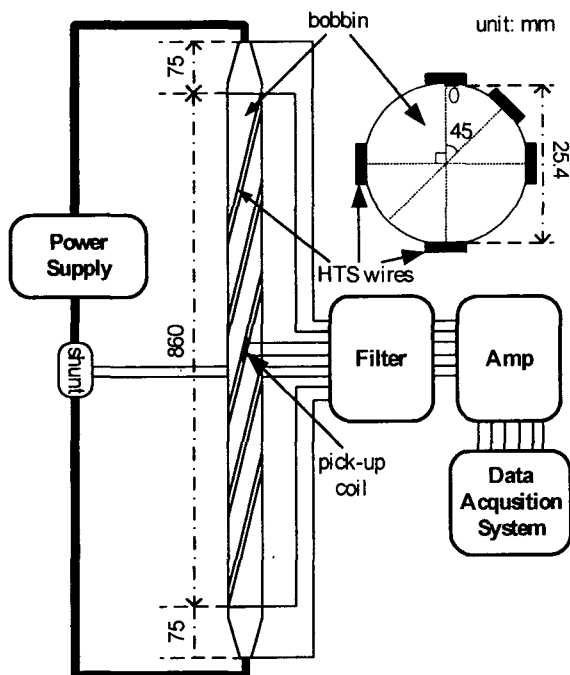 bobbin
unit: mm
75
0
45
25.4
Power
Supply
HTS wires
860
shunt
Filter
Amp
pick-up
coil
Data
Acqusition
System
75